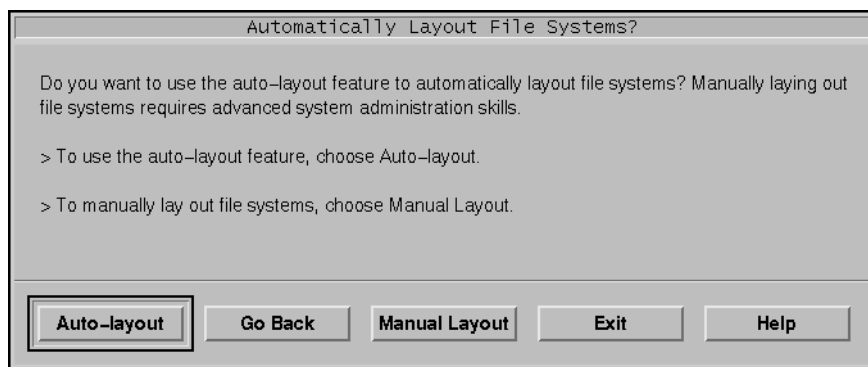 Automatically Layout File Systems?
Do you want to use the auto-layout feature to automatically layout file systems? Manually laying out
file systems requires advanced system administration skills.
> To use the auto-layout feature, choose Auto-layout.
> To manually lay out file systems, choose Manual Layout.
Auto-layout Go Back Manual Layout Exit Help